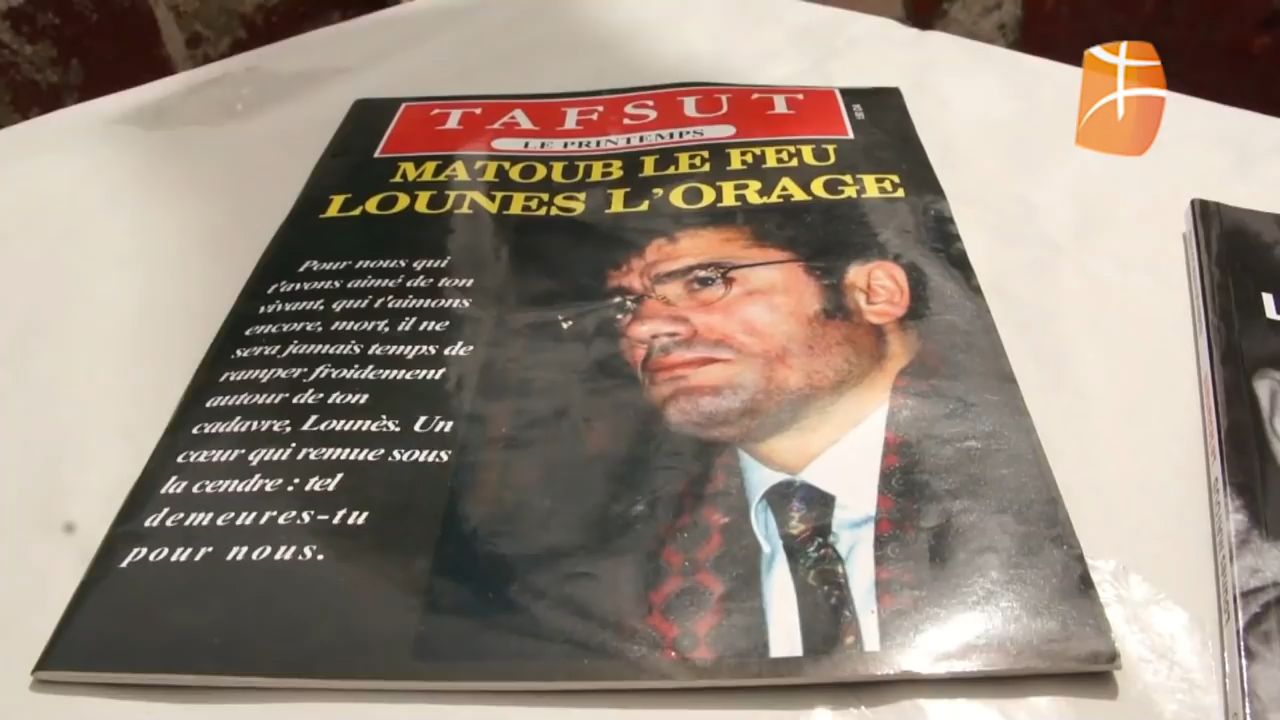 TAFSUT
LE PRINTEMPS
MATOUB LE FEU
LOUNES L'ORAGE
Pour nous qui
t'avons aimé de ton
vivant, qui t'aimons
encore, mort, il ne
sera jamais temps de
ramper froidement
autour de ton
cadavre, Lounès. Un
cœur qui remue sous
la cendre : tel
demeures-tu
pour nous.